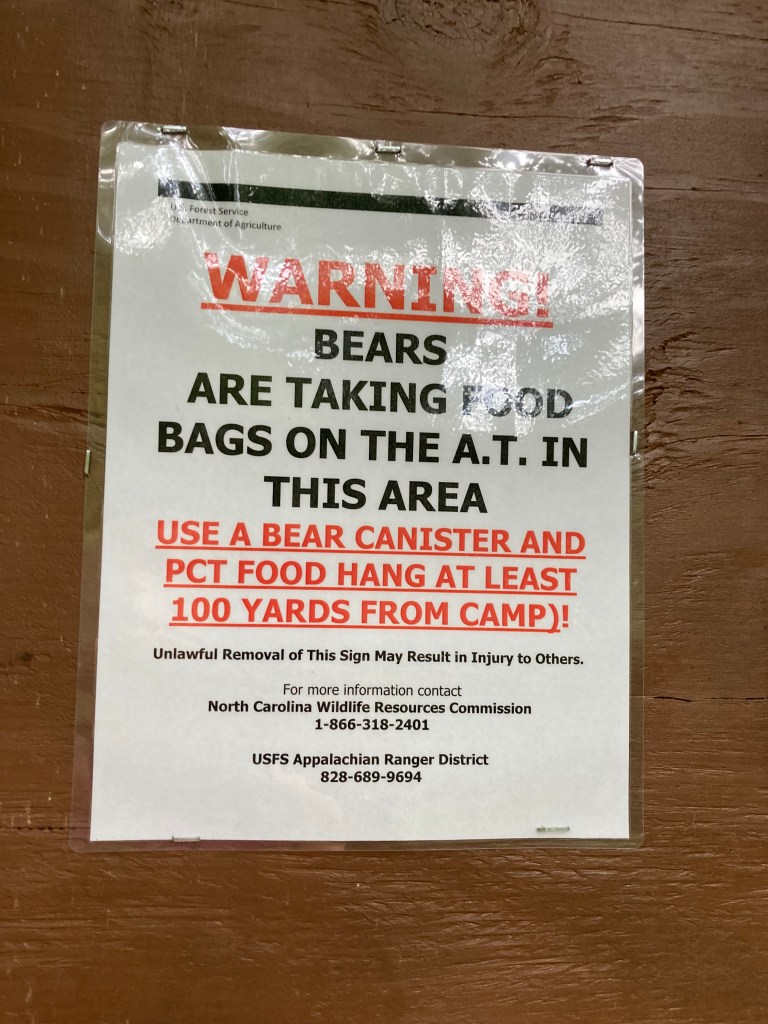 U.S. Forest Service
Department of Agriculture
WARNING!
BEARS
ARE TAKING FOOD
BAGS ON THE A.T. IN
THIS AREA
USE A BEAR CANISTER AND
PCT FOOD HANG AT LEAST
100 YARDS FROM CAMP)!
Unlawful Removal of This Sign May Result in Injury to Others.
For more information contact
North Carolina Wildlife Resources Commission
1-866-318-2401
USFS Appalachian Ranger District
828-689-9694